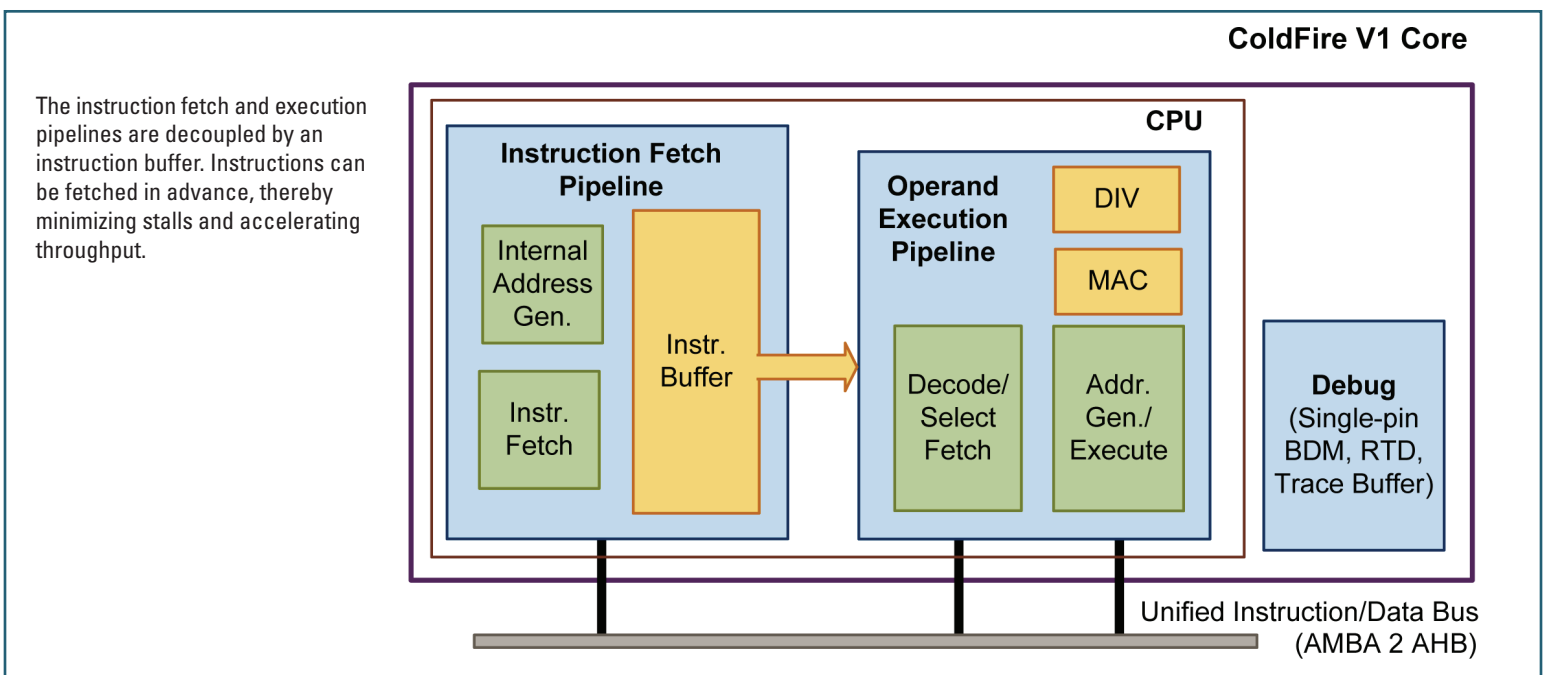 ColdFire V1 Core
The instruction fetch and execution
pipelines are decoupled by an
instruction buffer. Instructions can
be fetched in advance, thereby
minimizing stalls and accelerating
throughput.
CPU
Instruction Fetch
Pipeline
Internal
Address
Gen.
Instr.
Fetch
Instr.
Buffer
Operand
Execution
Pipeline
DIV
MAC
Decode/
Select
Fetch
Addr.
Gen./
Execute
Debug
(Single-pin
BDM, RTD,
Trace Buffer)
Unified Instruction/Data Bus
(AMBA 2 AHB)